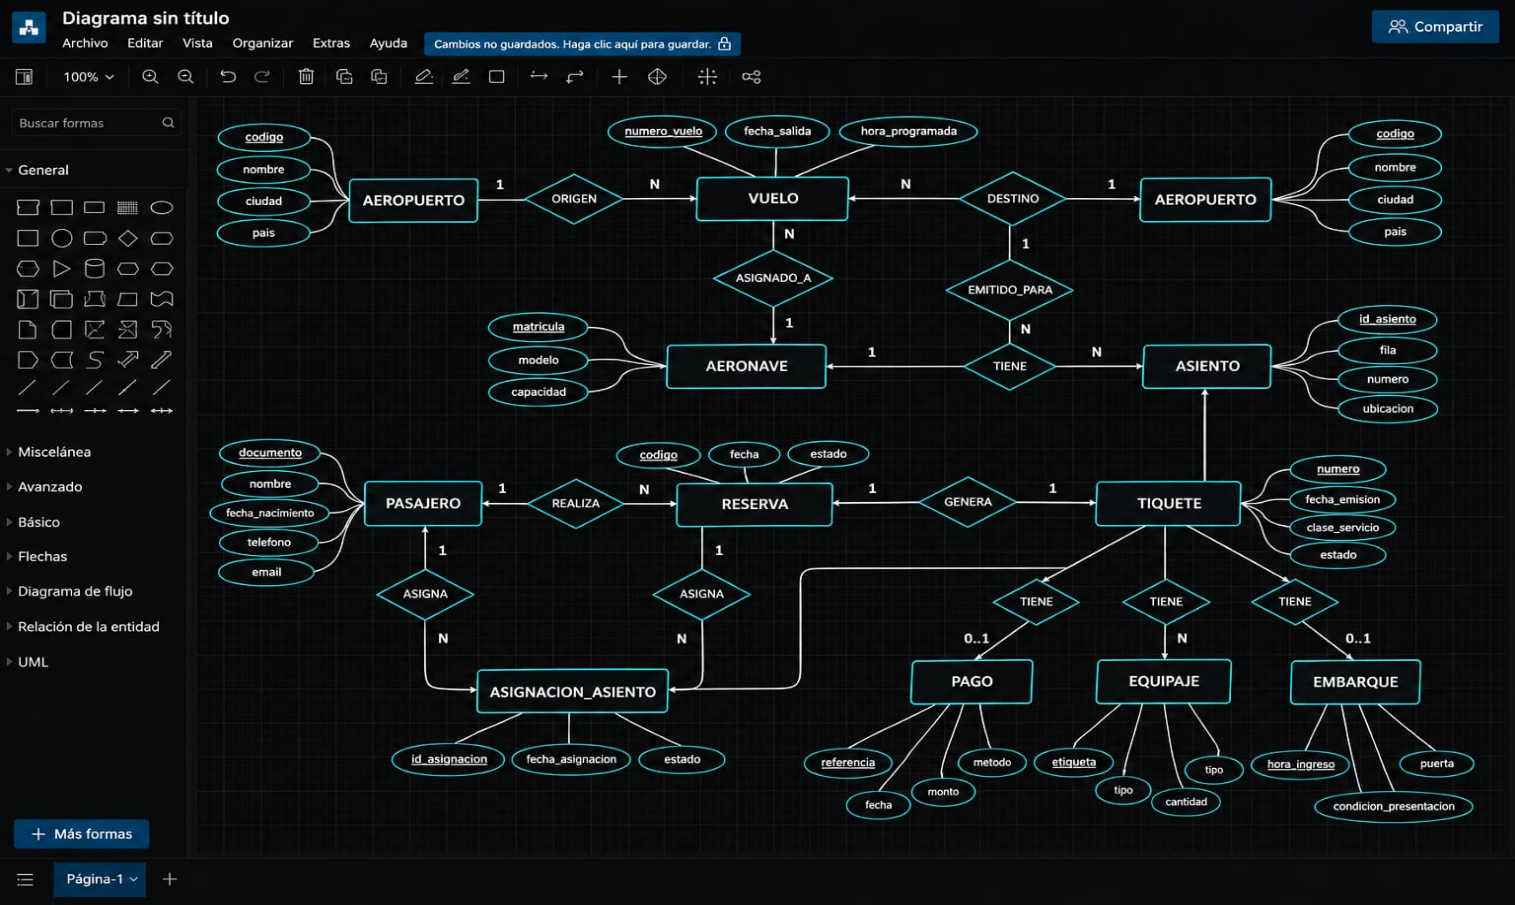 Diagrama sin título
Archivo Editar Vista Organizar Extras Ayuda Cambios no guardados. Haga clic aquí para guardar.
Compartir
100%
Buscar formas
General
Miscelánea
Avanzado
Básico
Flechas
Diagrama de flujo
Relación de la entidad
UML
+ Más formas
Página-1
codigo
nombre
ciudad
pais
AEROPUERTO
1
ORIGEN
N
numero_vuelo
fecha_salida
hora_programada
VUELO
N
DESTINO
1
AEROPUERTO
codigo
nombre
ciudad
pais
N
ASIGNADO_A
1
1
EMITIDO_PARA
N
matricula
modelo
capacidad
AERONAVE
1
TIENE
N
ASIENTO
id_asiento
fila
numero
ubicacion
documento
nombre
fecha_nacimiento
telefono
email
PASAJERO
1
REALIZA
N
codigo
fecha
estado
RESERVA
1
GENERA
1
TIQUETE
numero
fecha_emision
clase_servicio
estado
1
ASIGNA
N
1
ASIGNA
N
ASIGNACION_ASIENTO
id_asignacion
fecha_asignacion
estado
TIENE
TIENE
TIENE
0..1
N
0..1
PAGO
EQUIPAJE
EMBARQUE
referencia
fecha
monto
metodo
etiqueta
tipo
cantidad
tipo
hora_ingreso
condicion_presentacion
puerta